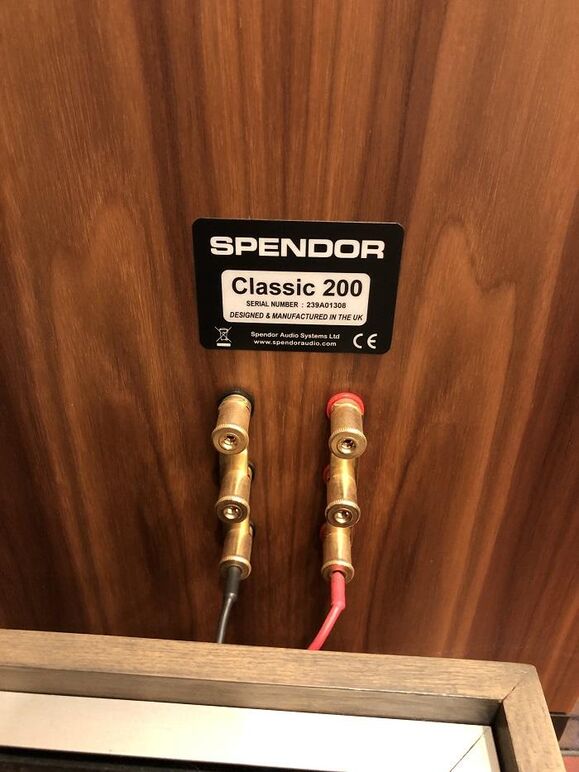 SPENDOR
Classic 200
SERIAL NUMBER : 239A01308
DESIGNED & MANUFACTURED IN THE UK
Spendor Audio Systems Ltd
www.spendoraudio.com
CE